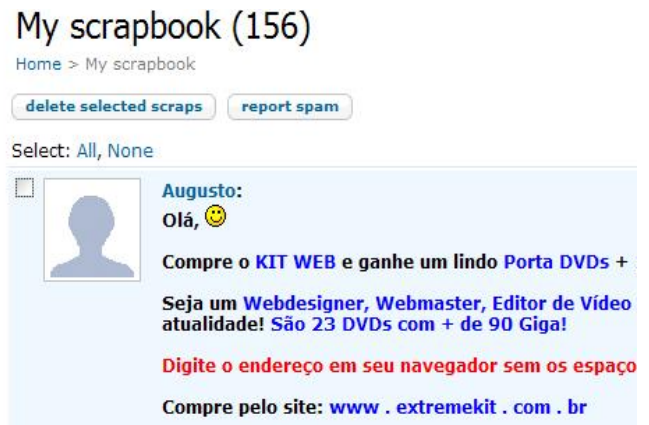 My scrapbook (156)
Home > My scrapbook
delete selected scraps report spam
Select: All, None
Augusto:
Olá,
Compre o KIT WEB e ganhe um lindo Porta DVDs +
Seja um Webdesigner, Webmaster, Editor de Vídeo
atualidade! São 23 DVDs com + de 90 Giga!
Digite o endereço em seu navegador sem os espaço
Compre pelo site: www . extremekit . com . br